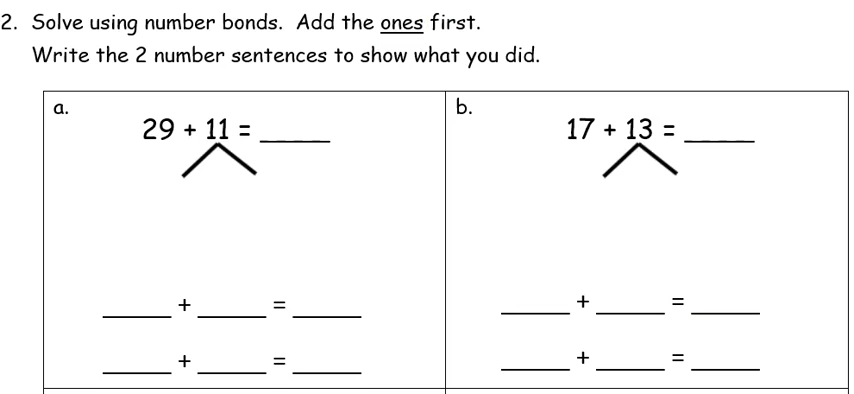 2. Solve using number bonds. Add the ones first.
Write the 2 number sentences to show what you did.
a.
29 + 11 = _____
_____ + _____ = _____
_____ + _____ = _____
b.
17 + 13 = _____
_____ + _____ = _____
_____ + _____ = _____